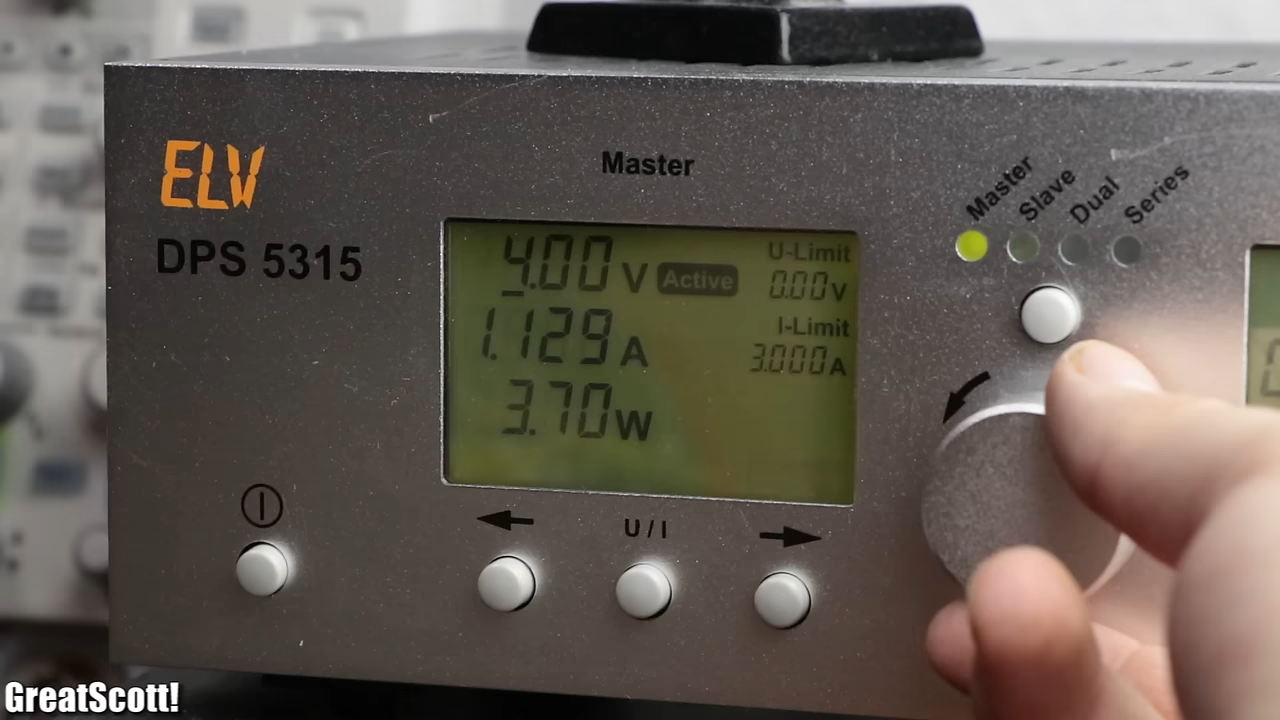 ELV
DPS 5315
Master
4.00 V Active
1.129 A
3.70 W
U-Limit
0.00 V
I-Limit
3.000 A
Master
Slave
Dual
Series
U / I
GreatScott!